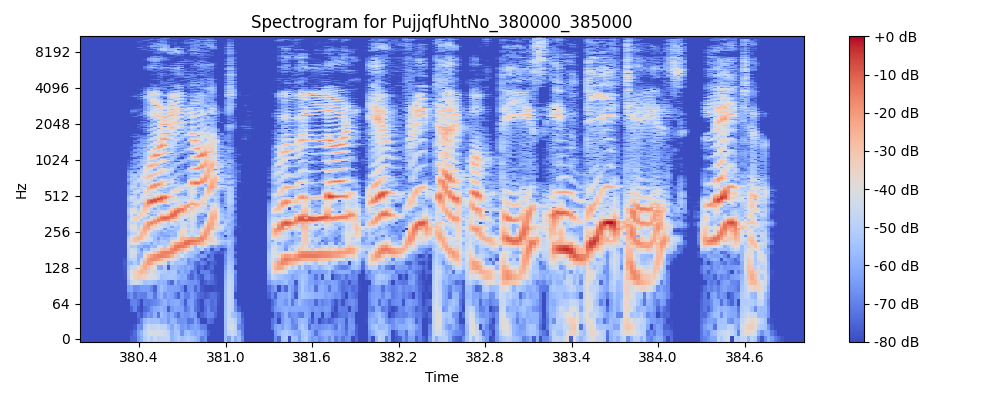 Spectrogram for PujjqfUhtNo_380000_385000
Hz
8192
4096
2048
1024
512
256
128
64
0
380.4 381.0 381.6 382.2 382.8 383.4 384.0 384.6
Time
+0 dB
-10 dB
-20 dB
-30 dB
-40 dB
-50 dB
-60 dB
-70 dB
-80 dB